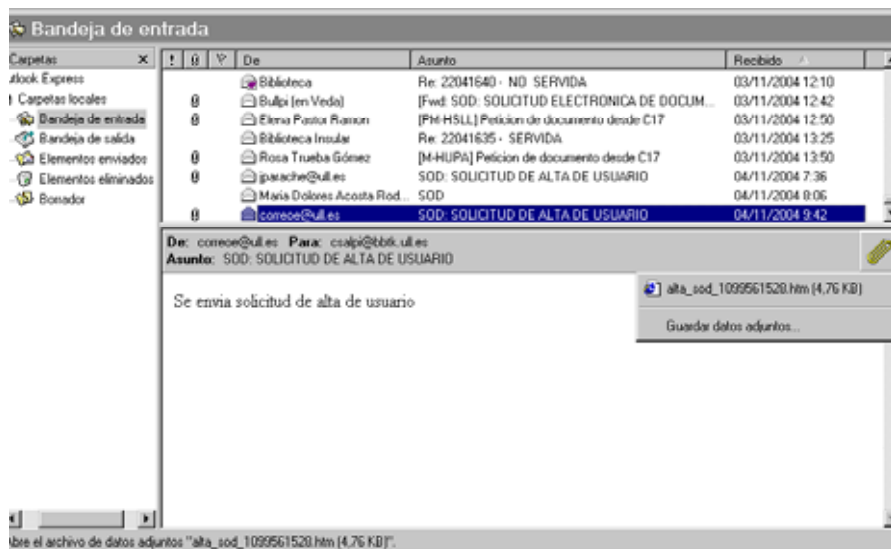 Bandeja de entrada
Carpetas x ! De Asunto Recibido
utlook Express
Carpetas locales
Bandeja de entrada
Bandeja de salida
Elementos enviados
Elementos eliminados
Borrador
Biblioteca Re: 22041640 - NO SERVIDA 03/11/2004 12:10
Bullpi (en Veda) [Fwd: SOD: SOLICITUD ELECTRONICA DE DOCUM... 03/11/2004 12:42
Elena Pastor Ramon [PM-HSLL] Peticion de documento desde C17 03/11/2004 12:50
Biblioteca Insular Re: 22041635 - SERVIDA 03/11/2004 13:25
Rosa Trueba Gómez [M-HUPA] Peticion de documento desde C17 03/11/2004 13:50
jparache@ull.es SOD: SOLICITUD DE ALTA DE USUARIO 04/11/2004 7:36
Maria Dolores Acosta Rod... SOD 04/11/2004 8:06
correoe@ull.es SOD: SOLICITUD DE ALTA DE USUARIO 04/11/2004 9:42
De: correoe@ull.es Para: csalpi@bbtk.ull.es
Asunto: SOD: SOLICITUD DE ALTA DE USUARIO
alta_sod_1099561528.htm (4,76 KB)
Guardar datos adjuntos...
Se envia solicitud de alta de usuario
bre el archivo de datos adjuntos "alta_sod_1099561528.htm (4,76 KB)".